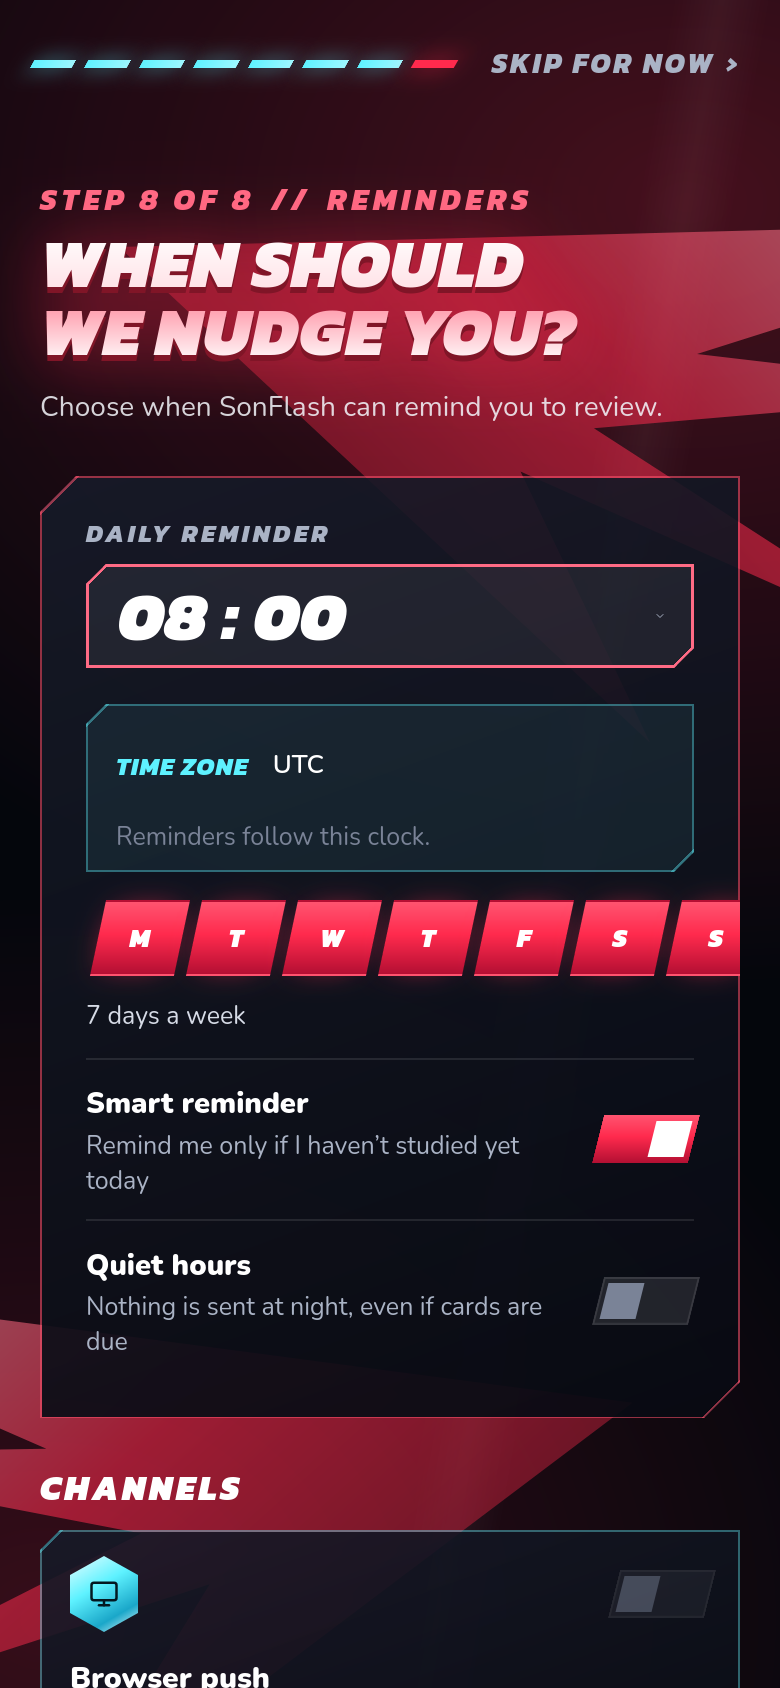 SKIP FOR NOW ›
STEP 8 OF 8 // REMINDERS
WHEN SHOULD
WE NUDGE YOU?
Choose when SonFlash can remind you to review.
DAILY REMINDER
08 : 00
TIME ZONE UTC
Reminders follow this clock.
M T W T F S S
7 days a week
Smart reminder
Remind me only if I haven’t studied yet
today
Quiet hours
Nothing is sent at night, even if cards are
due
CHANNELS
Browser push